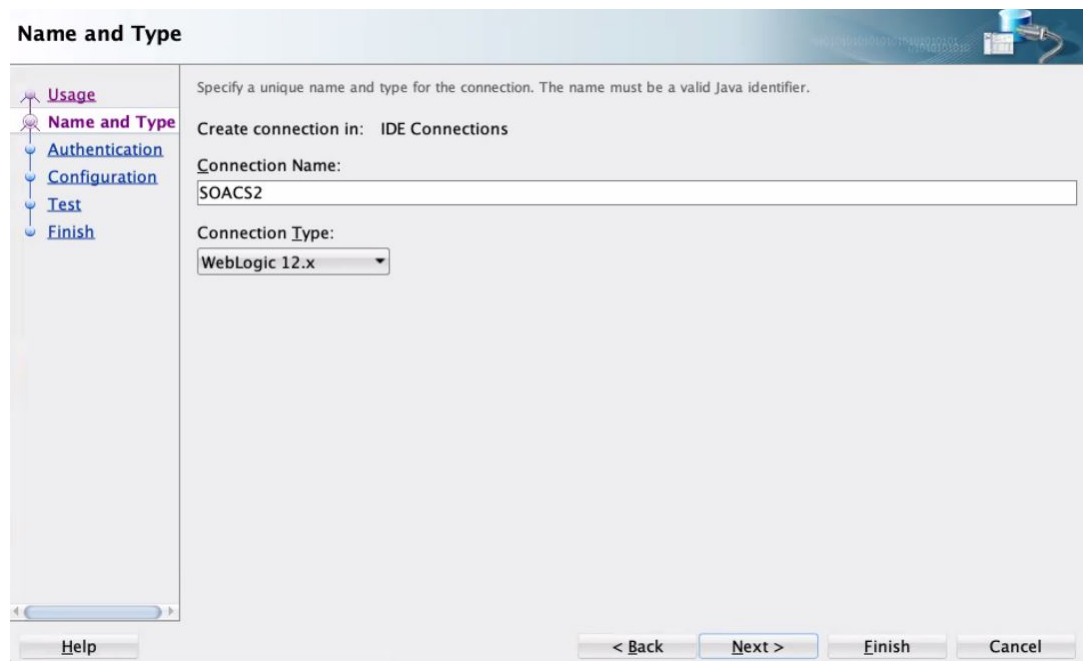 Name and Type
Usage
Name and Type
Authentication
Configuration
Test
Finish
Specify a unique name and type for the connection. The name must be a valid Java identifier.
Create connection in: IDE Connections
Connection Name:
SOACS2
Connection Type:
WebLogic 12.x
Help
< Back
Next >
Finish
Cancel